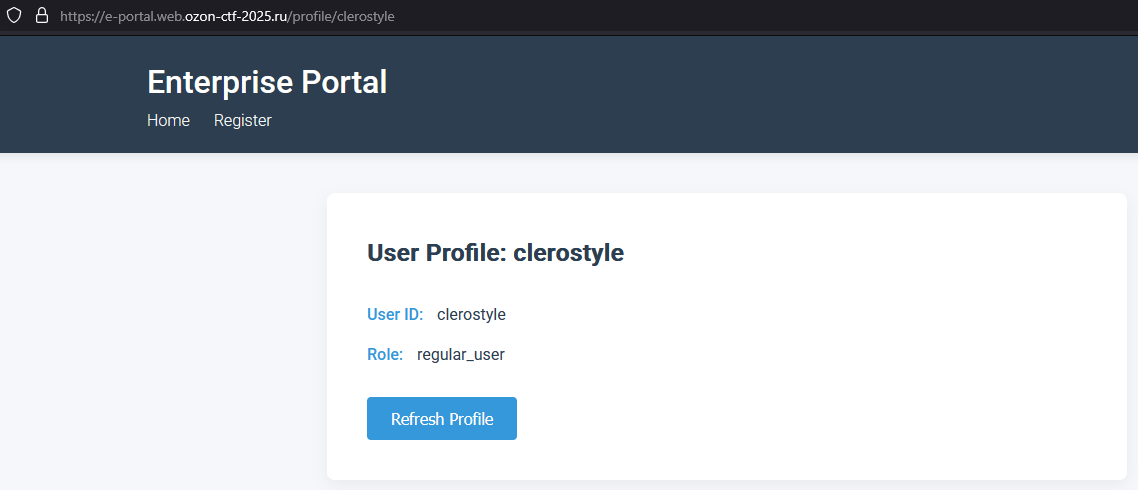 https://e-portal.web.ozon-ctf-2025.ru/profile/clerostyle
Enterprise Portal
Home Register
User Profile: clerostyle
User ID: clerostyle
Role: regular_user
Refresh Profile